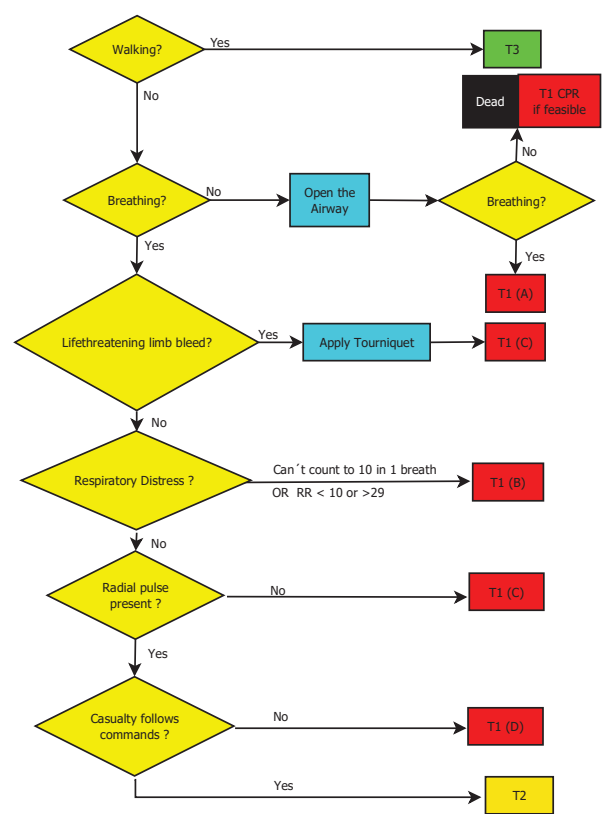 Walking?
Yes
T3
No
Dead
T1 CPR
if feasible
No
Breathing?
No
Open the
Airway
Breathing?
Yes
Yes
T1 (A)
Lifethreatening limb bleed?
Yes
Apply Tourniquet
T1 (C)
No
Respiratory Distress ?
Can´t count to 10 in 1 breath
OR RR < 10 or >29
T1 (B)
No
Radial pulse
present ?
No
T1 (C)
Yes
Casualty follows
commands ?
No
T1 (D)
Yes
T2